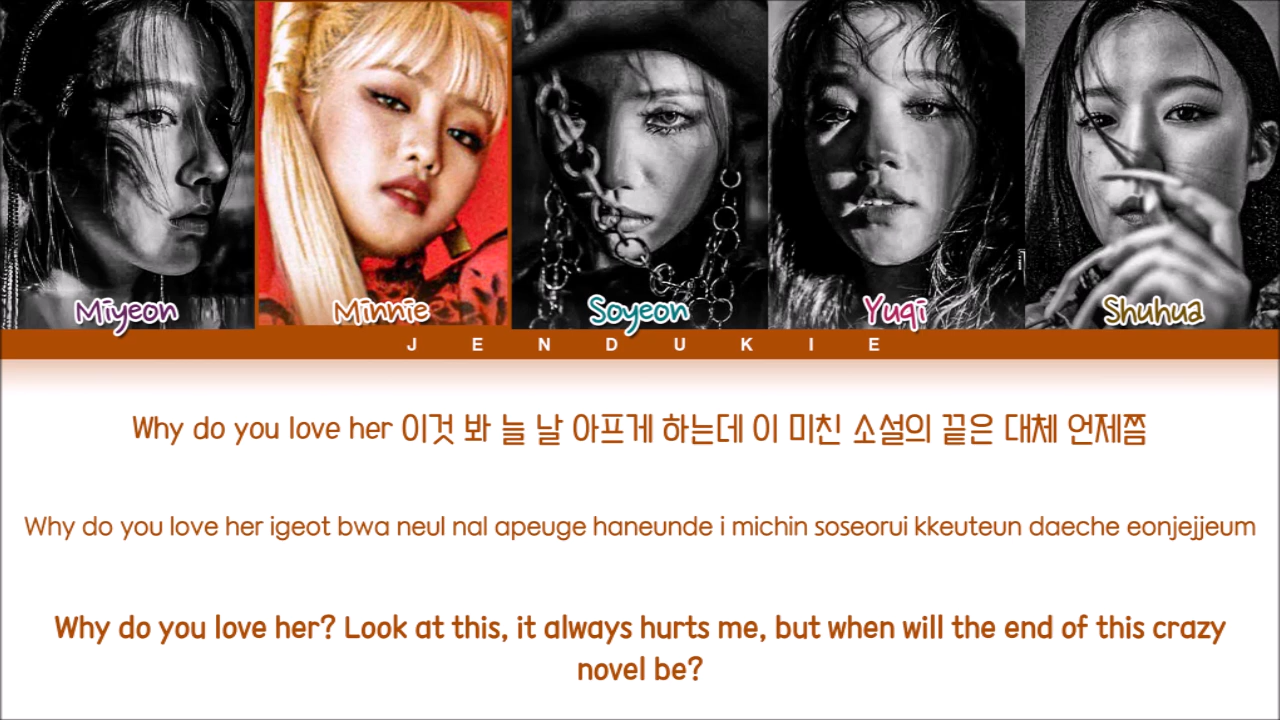 Miyeon
Minnie
Soyeon
Yuqi
Shuhua
JENDUKIE
Why do you love her 이것 봐 늘 날 아프게 하는데 이 미친 소설의 끝은 대체 언제쯤
Why do you love her igeot bwa neul nal apeuge haneunde i michin soseorui kkeuteun daeche eonjejjeum
Why do you love her? Look at this, it always hurts me, but when will the end of this crazy
novel be?